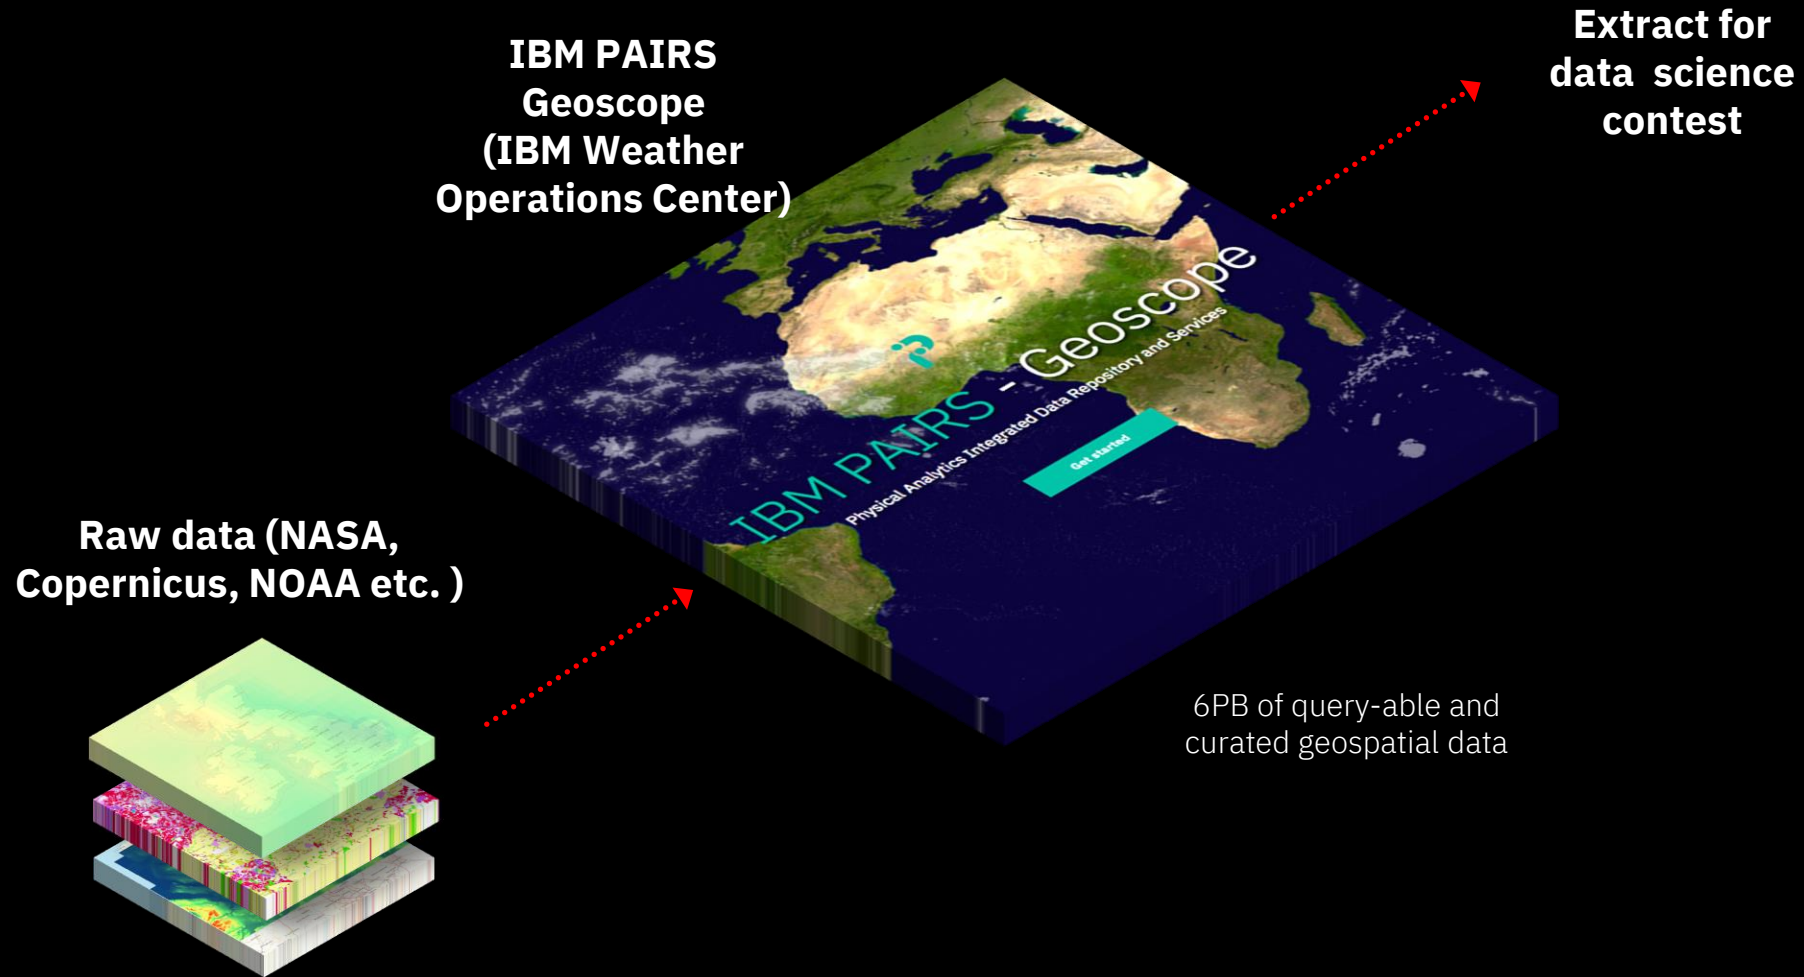 IBM PAIRS
Geoscope
(IBM Weather
Operations Center)
Extract for
data science
contest
IBM PAIRS - Geoscope
Physical Analytics Integrated Data Repository and Services
Get started
Raw data (NASA,
Copernicus, NOAA etc. )
6PB of query-able and
curated geospatial data